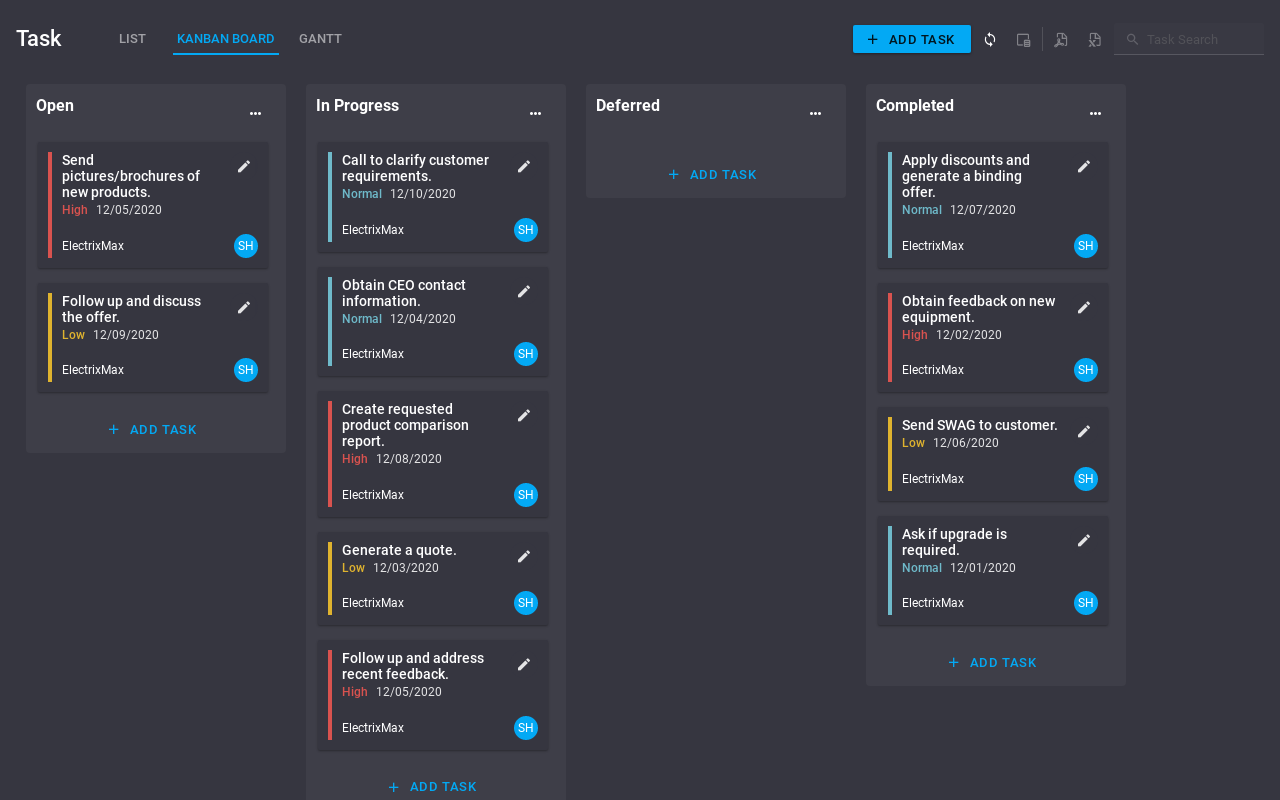 Task
LIST
KANBAN BOARD
GANTT
ADD TASK
Task Search
Open
Send
pictures/brochures of
new products.
High 12/05/2020
ElectrixMax
SH
Follow up and discuss
the offer.
Low 12/09/2020
ElectrixMax
SH
ADD TASK
In Progress
Call to clarify customer
requirements.
Normal 12/10/2020
ElectrixMax
SH
Obtain CEO contact
information.
Normal 12/04/2020
ElectrixMax
SH
Create requested
product comparison
report.
High 12/08/2020
ElectrixMax
SH
Generate a quote.
Low 12/03/2020
ElectrixMax
SH
Follow up and address
recent feedback.
High 12/05/2020
ElectrixMax
SH
ADD TASK
Deferred
ADD TASK
Completed
Apply discounts and
generate a binding
offer.
Normal 12/07/2020
ElectrixMax
SH
Obtain feedback on new
equipment.
High 12/02/2020
ElectrixMax
SH
Send SWAG to customer.
Low 12/06/2020
ElectrixMax
SH
Ask if upgrade is
required.
Normal 12/01/2020
ElectrixMax
SH
ADD TASK